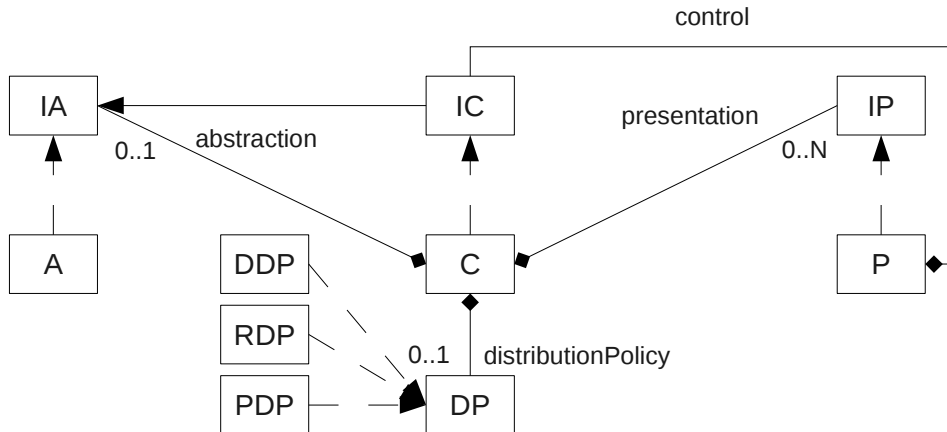 control
IA
IC
IP
presentation
abstraction
0..1
0..N
A
DDP
C
P
RDP
0..1
distributionPolicy
PDP
DP